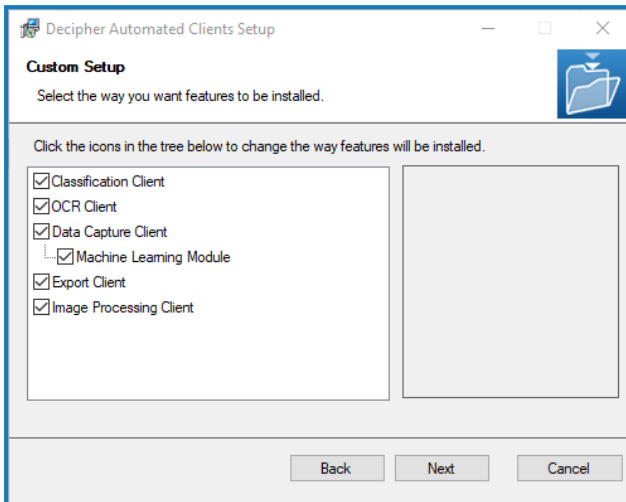 Decipher Automated Clients Setup
Custom Setup
Select the way you want features to be installed.
Click the icons in the tree below to change the way features will be installed.
Classification Client
OCR Client
Data Capture Client
Machine Learning Module
Export Client
Image Processing Client
Back Next Cancel